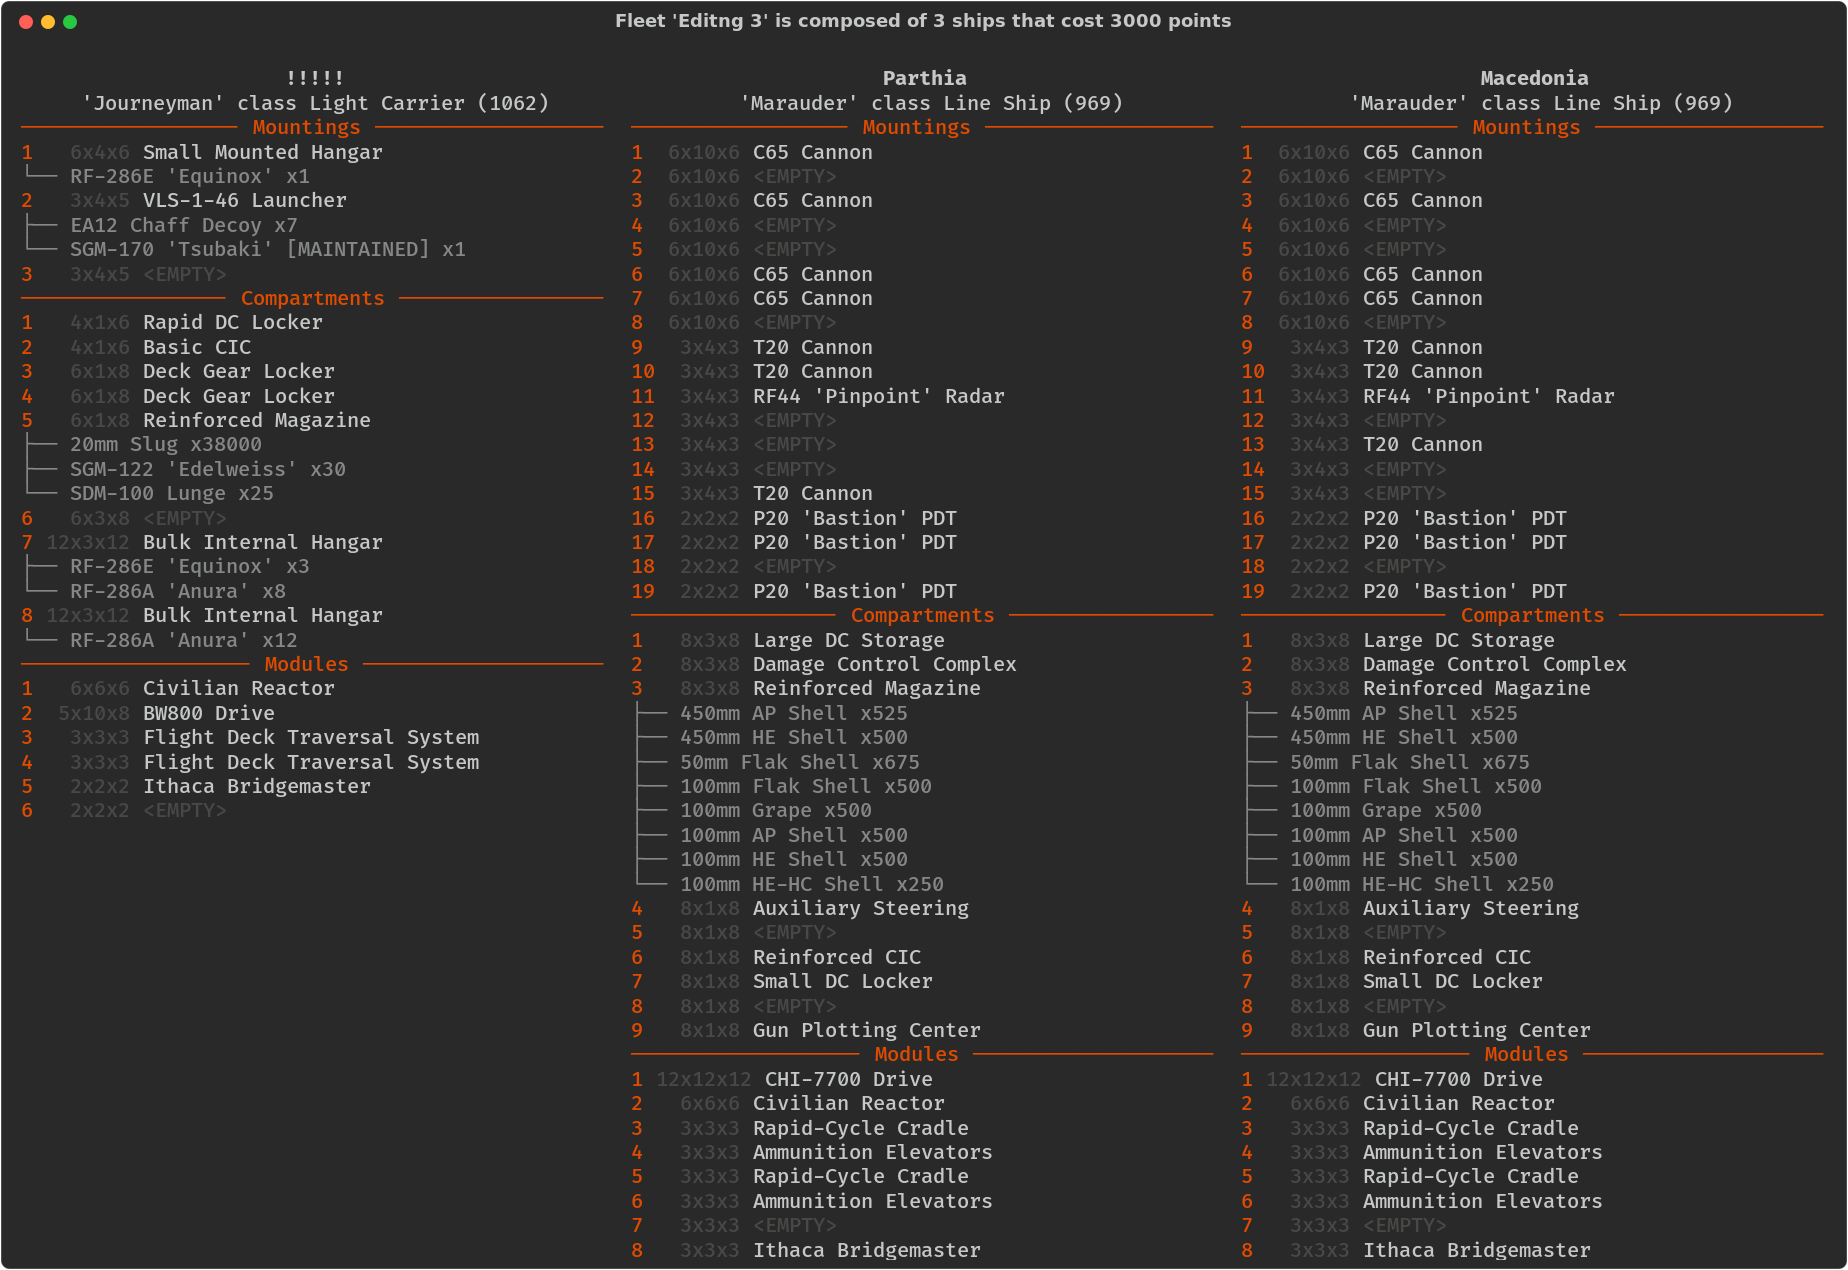 Fleet 'Editng 3' is composed of 3 ships that cost 3000 points
!!!!!
'Journeyman' class Light Carrier (1062)
Mountings
1 6x4x6 Small Mounted Hangar
RF-286E 'Equinox' x1
2 3x4x5 VLS-1-46 Launcher
EA12 Chaff Decoy x7
SGM-170 'Tsubaki' [MAINTAINED] x1
3 3x4x5 <EMPTY>
Compartments
1 4x1x6 Rapid DC Locker
2 4x1x6 Basic CIC
3 6x1x8 Deck Gear Locker
4 6x1x8 Deck Gear Locker
5 6x1x8 Reinforced Magazine
20mm Slug x38000
SGM-122 'Edelweiss' x30
SDM-100 Lunge x25
6 6x3x8 <EMPTY>
7 12x3x12 Bulk Internal Hangar
RF-286E 'Equinox' x3
RF-286A 'Anura' x8
8 12x3x12 Bulk Internal Hangar
RF-286A 'Anura' x12
Modules
1 6x6x6 Civilian Reactor
2 5x10x8 BW800 Drive
3 3x3x3 Flight Deck Traversal System
4 3x3x3 Flight Deck Traversal System
5 2x2x2 Ithaca Bridgemaster
6 2x2x2 <EMPTY>
Parthia
'Marauder' class Line Ship (969)
Mountings
1 6x10x6 C65 Cannon
2 6x10x6 <EMPTY>
3 6x10x6 C65 Cannon
4 6x10x6 <EMPTY>
5 6x10x6 <EMPTY>
6 6x10x6 C65 Cannon
7 6x10x6 C65 Cannon
8 6x10x6 <EMPTY>
9 3x4x3 T20 Cannon
10 3x4x3 T20 Cannon
11 3x4x3 RF44 'Pinpoint' Radar
12 3x4x3 <EMPTY>
13 3x4x3 <EMPTY>
14 3x4x3 <EMPTY>
15 3x4x3 T20 Cannon
16 2x2x2 P20 'Bastion' PDT
17 2x2x2 P20 'Bastion' PDT
18 2x2x2 <EMPTY>
19 2x2x2 P20 'Bastion' PDT
Compartments
1 8x3x8 Large DC Storage
2 8x3x8 Damage Control Complex
3 8x3x8 Reinforced Magazine
450mm AP Shell x525
450mm HE Shell x500
50mm Flak Shell x675
100mm Flak Shell x500
100mm Grape x500
100mm AP Shell x500
100mm HE Shell x500
100mm HE-HC Shell x250
4 8x1x8 Auxiliary Steering
5 8x1x8 <EMPTY>
6 8x1x8 Reinforced CIC
7 8x1x8 Small DC Locker
8 8x1x8 <EMPTY>
9 8x1x8 Gun Plotting Center
Modules
1 12x12x12 CHI-7700 Drive
2 6x6x6 Civilian Reactor
3 3x3x3 Rapid-Cycle Cradle
4 3x3x3 Ammunition Elevators
5 3x3x3 Rapid-Cycle Cradle
6 3x3x3 Ammunition Elevators
7 3x3x3 <EMPTY>
8 3x3x3 Ithaca Bridgemaster
Macedonia
'Marauder' class Line Ship (969)
Mountings
1 6x10x6 C65 Cannon
2 6x10x6 <EMPTY>
3 6x10x6 C65 Cannon
4 6x10x6 <EMPTY>
5 6x10x6 <EMPTY>
6 6x10x6 C65 Cannon
7 6x10x6 C65 Cannon
8 6x10x6 <EMPTY>
9 3x4x3 T20 Cannon
10 3x4x3 T20 Cannon
11 3x4x3 RF44 'Pinpoint' Radar
12 3x4x3 <EMPTY>
13 3x4x3 T20 Cannon
14 3x4x3 <EMPTY>
15 3x4x3 <EMPTY>
16 2x2x2 P20 'Bastion' PDT
17 2x2x2 P20 'Bastion' PDT
18 2x2x2 <EMPTY>
19 2x2x2 P20 'Bastion' PDT
Compartments
1 8x3x8 Large DC Storage
2 8x3x8 Damage Control Complex
3 8x3x8 Reinforced Magazine
450mm AP Shell x525
450mm HE Shell x500
50mm Flak Shell x675
100mm Flak Shell x500
100mm Grape x500
100mm AP Shell x500
100mm HE Shell x500
100mm HE-HC Shell x250
4 8x1x8 Auxiliary Steering
5 8x1x8 <EMPTY>
6 8x1x8 Reinforced CIC
7 8x1x8 Small DC Locker
8 8x1x8 <EMPTY>
9 8x1x8 Gun Plotting Center
Modules
1 12x12x12 CHI-7700 Drive
2 6x6x6 Civilian Reactor
3 3x3x3 Rapid-Cycle Cradle
4 3x3x3 Ammunition Elevators
5 3x3x3 Rapid-Cycle Cradle
6 3x3x3 Ammunition Elevators
7 3x3x3 <EMPTY>
8 3x3x3 Ithaca Bridgemaster